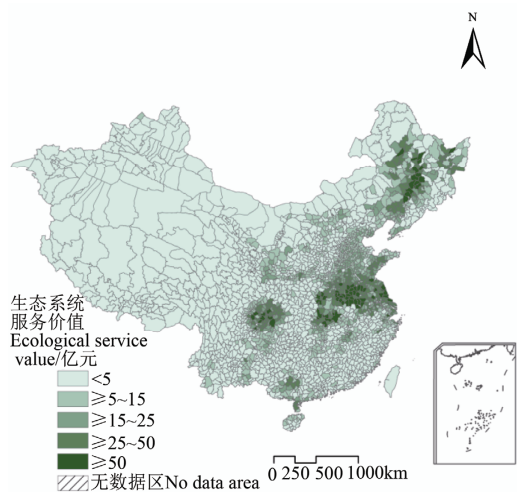 N
生态系统
服务价值
Ecological service
value/亿元
<5
≥5~15
≥15~25
≥25~50
≥50
无数据区No data area
0 250 500 1000km